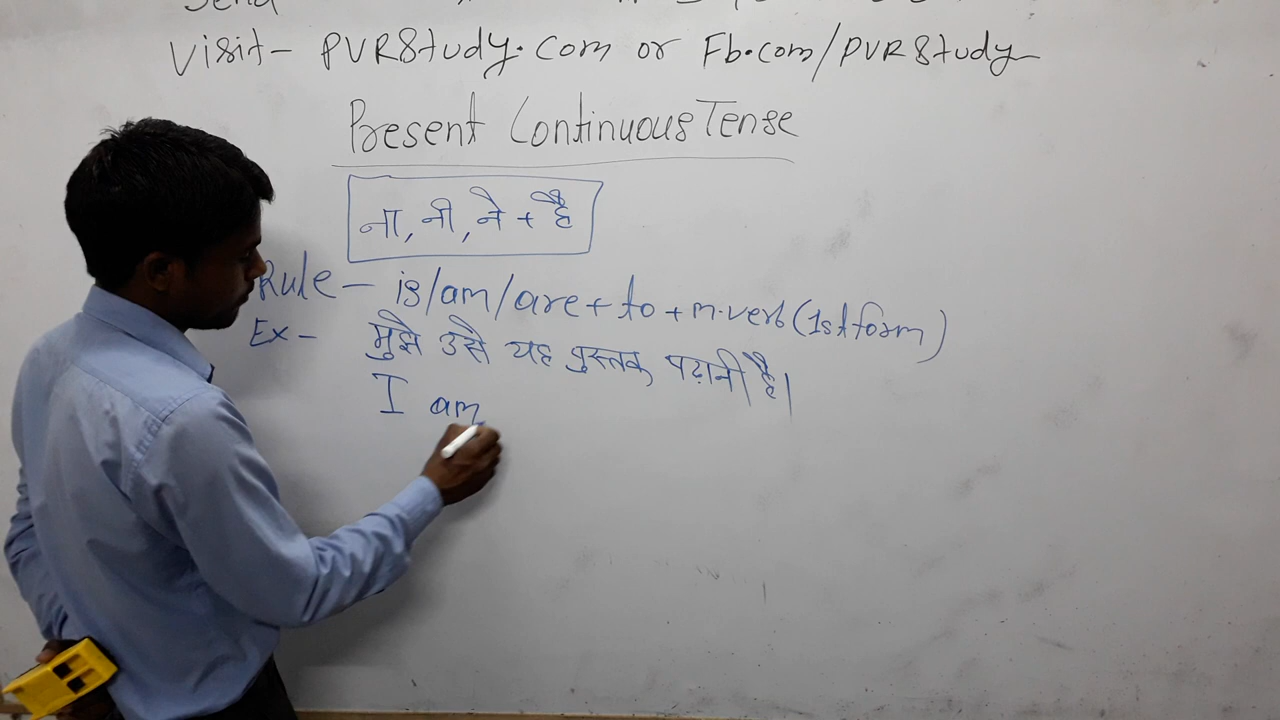 Send
Visit- PVRStudy.com or Fb.com/PVRStudy
Present Continuous Tense
ना, नी, ने + है
Rule - is/am/are + to + m.verb (1st form)
Ex- मुझे उसे यह पुस्तक पढ़ानी है।
I am